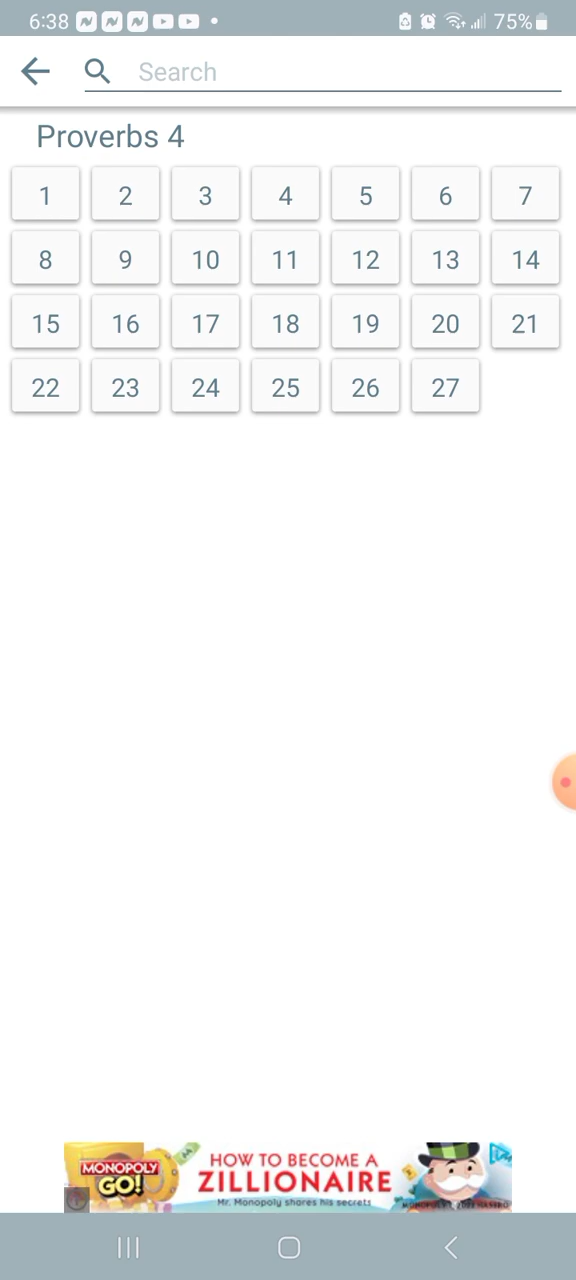 6:38 75%
Search
Proverbs 4
1 2 3 4 5 6 7
8 9 10 11 12 13 14
15 16 17 18 19 20 21
22 23 24 25 26 27
MONOPOLY
GO!
HOW TO BECOME A
ZILLIONAIRE
Mr. Monopoly shares his secrets